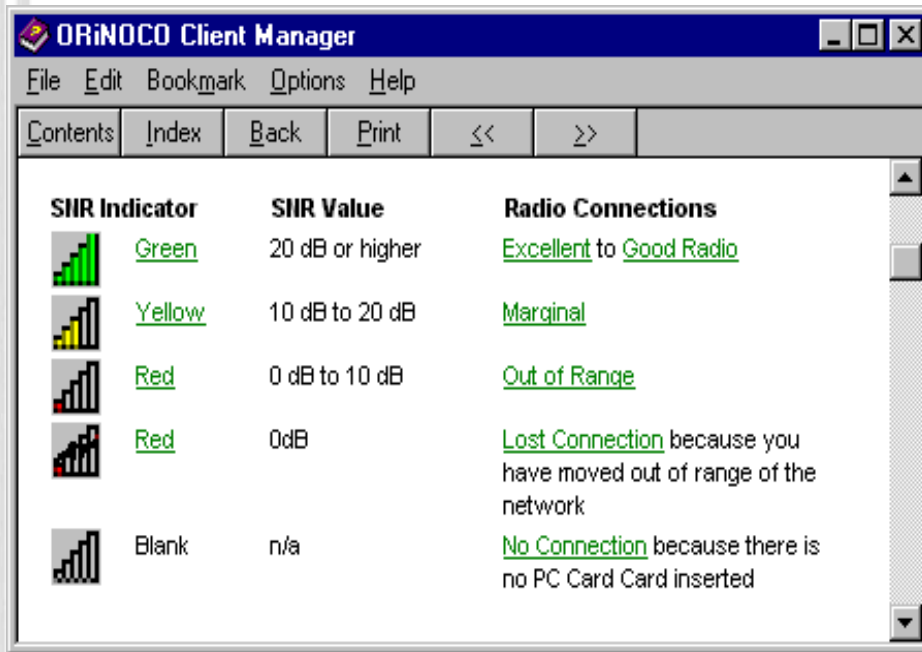 ORiNOCO Client Manager
File Edit Bookmark Options Help
Contents Index Back Print << >>
SNR Indicator SNR Value Radio Connections
Green 20 dB or higher Excellent to Good Radio
Yellow 10 dB to 20 dB Marginal
Red 0 dB to 10 dB Out of Range
Red 0dB Lost Connection because you
have moved out of range of the
network
Blank n/a No Connection because there is
no PC Card Card inserted